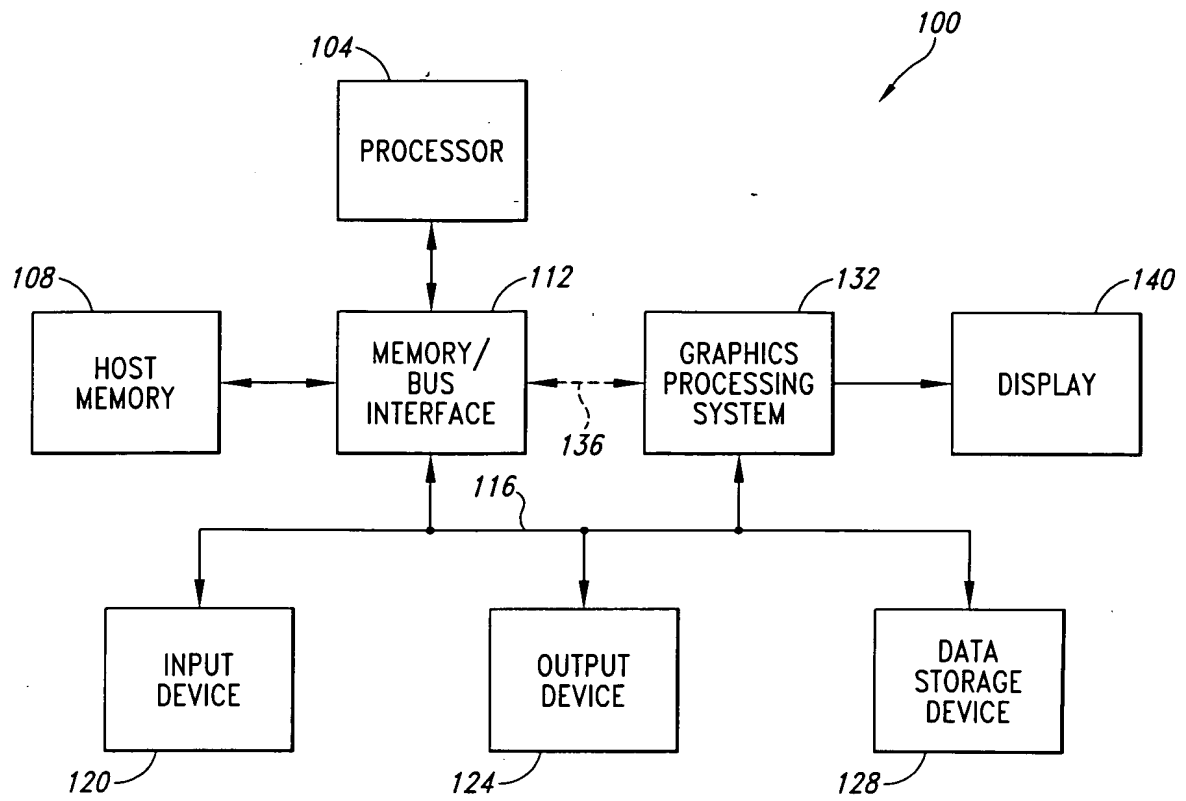 100
104
PROCESSOR
108
112
132
140
HOST
MEMORY
MEMORY/
BUS
INTERFACE
136
GRAPHICS
PROCESSING
SYSTEM
DISPLAY
116
INPUT
DEVICE
OUTPUT
DEVICE
DATA
STORAGE
DEVICE
120
124
128